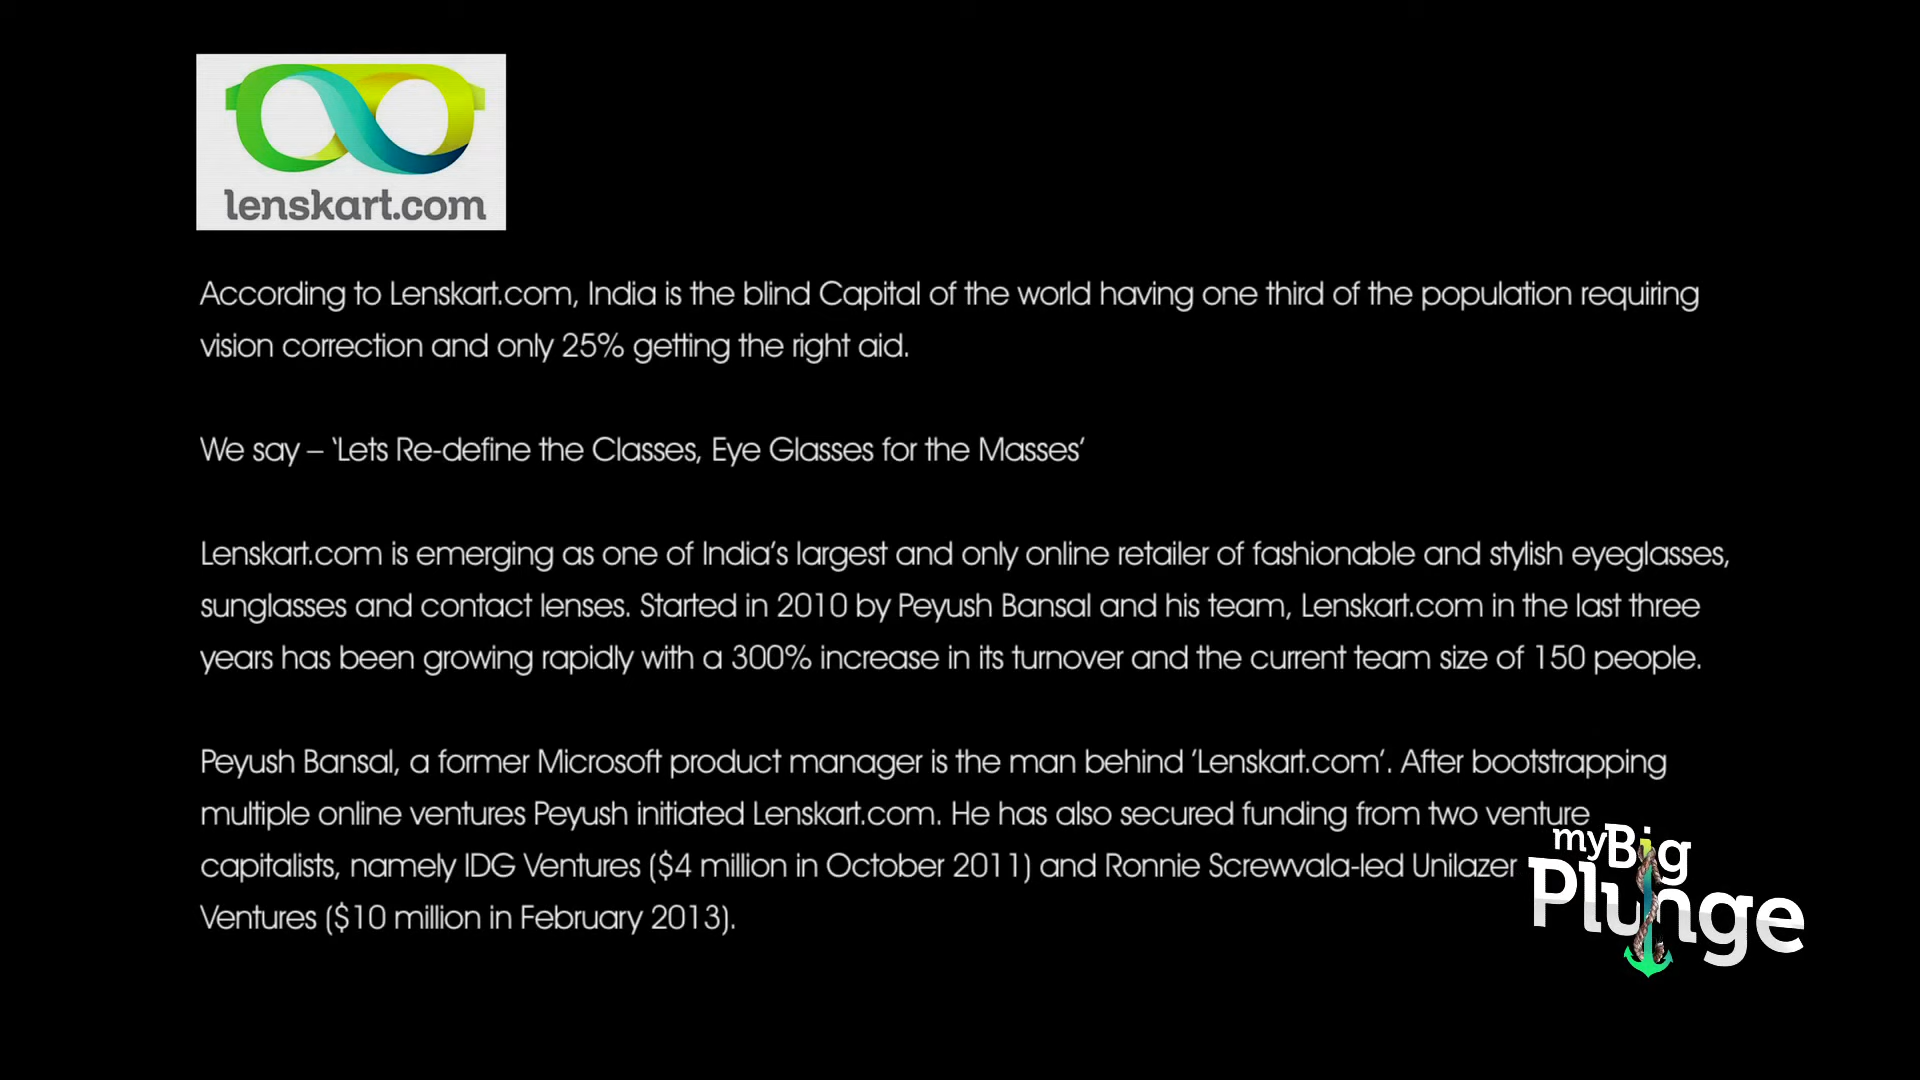 lenskart.com
According to Lenskart.com, India is the blind Capital of the world having one third of the population requiring
vision correction and only 25% getting the right aid.
We say – ‘Lets Re-define the Classes, Eye Glasses for the Masses’
Lenskart.com is emerging as one of India’s largest and only online retailer of fashionable and stylish eyeglasses,
sunglasses and contact lenses. Started in 2010 by Peyush Bansal and his team, Lenskart.com in the last three
years has been growing rapidly with a 300% increase in its turnover and the current team size of 150 people.
Peyush Bansal, a former Microsoft product manager is the man behind ’Lenskart.com’. After bootstrapping
multiple online ventures Peyush initiated Lenskart.com. He has also secured funding from two venture
capitalists, namely IDG Ventures ($4 million in October 2011) and Ronnie Screwvala-led Unilazer
Ventures ($10 million in February 2013).
myBig
Plunge